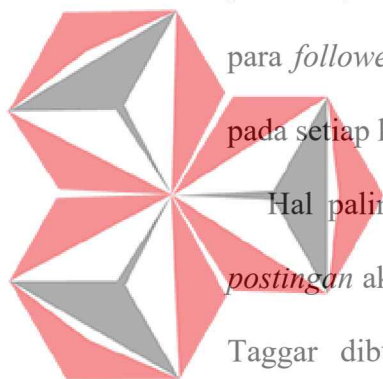 para followe
pada setiap
Hal palin
postingan ak
Taggar dib